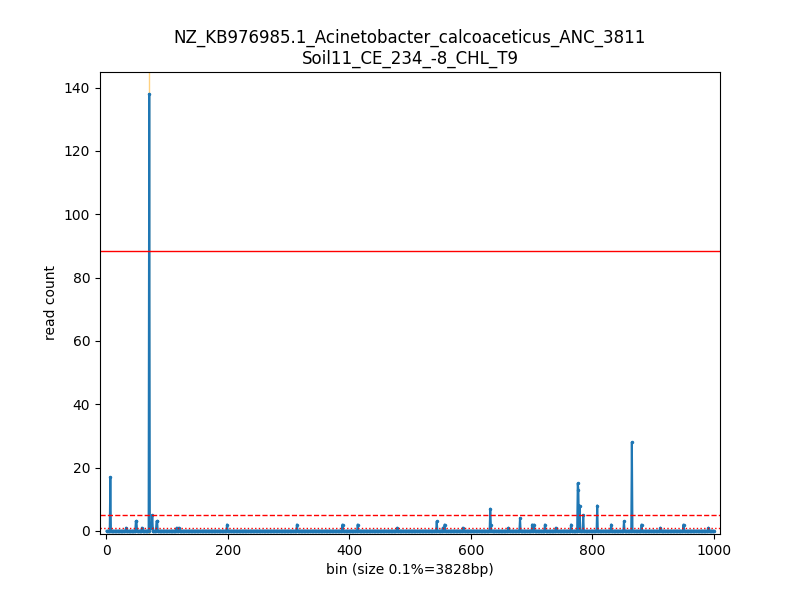 NZ_KB976985.1_Acinetobacter_calcoaceticus_ANC_3811
Soil11_CE_234_-8_CHL_T9
140
120
100
80
60
40
20
0
read count
0 200 400 600 800 1000
bin (size 0.1%=3828bp)